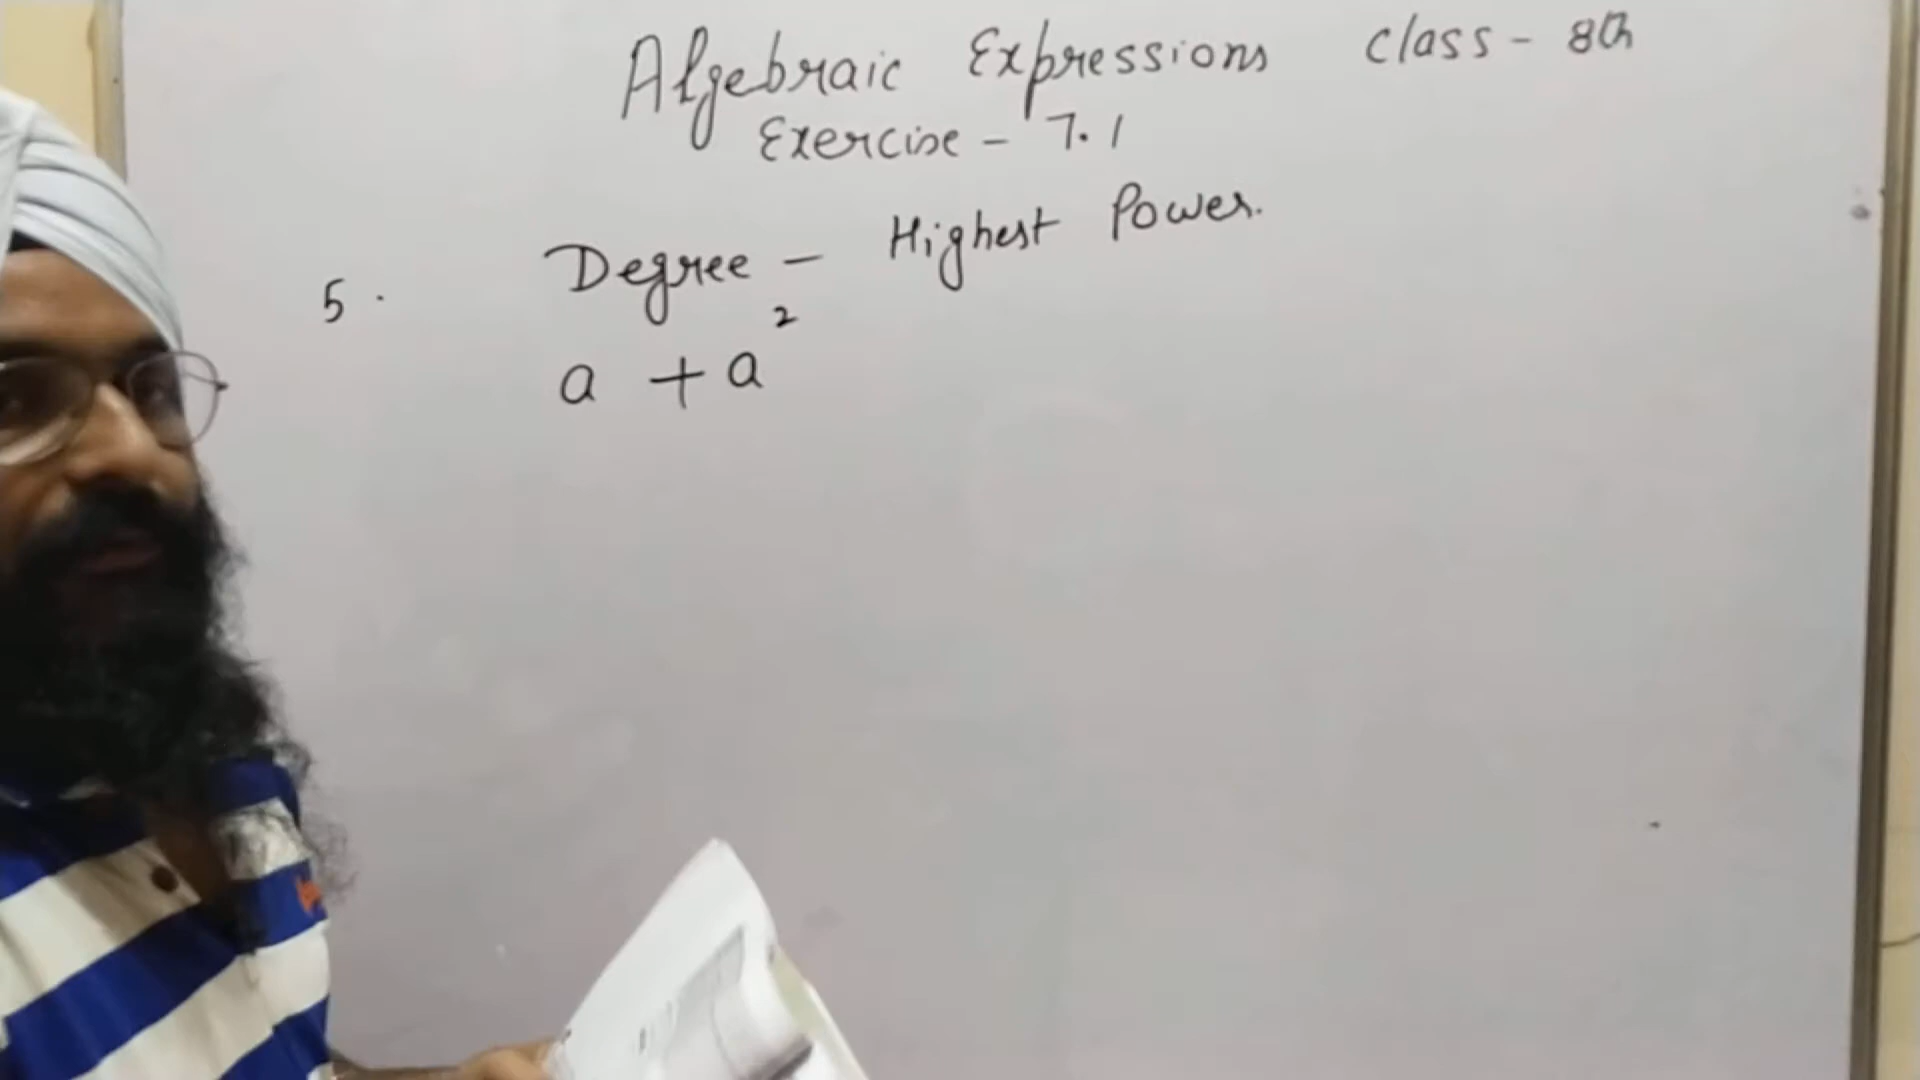 Algebraic Expressions Class - 8th
Exercise - 7.1
5. Degree - Highest Power.
a + a²